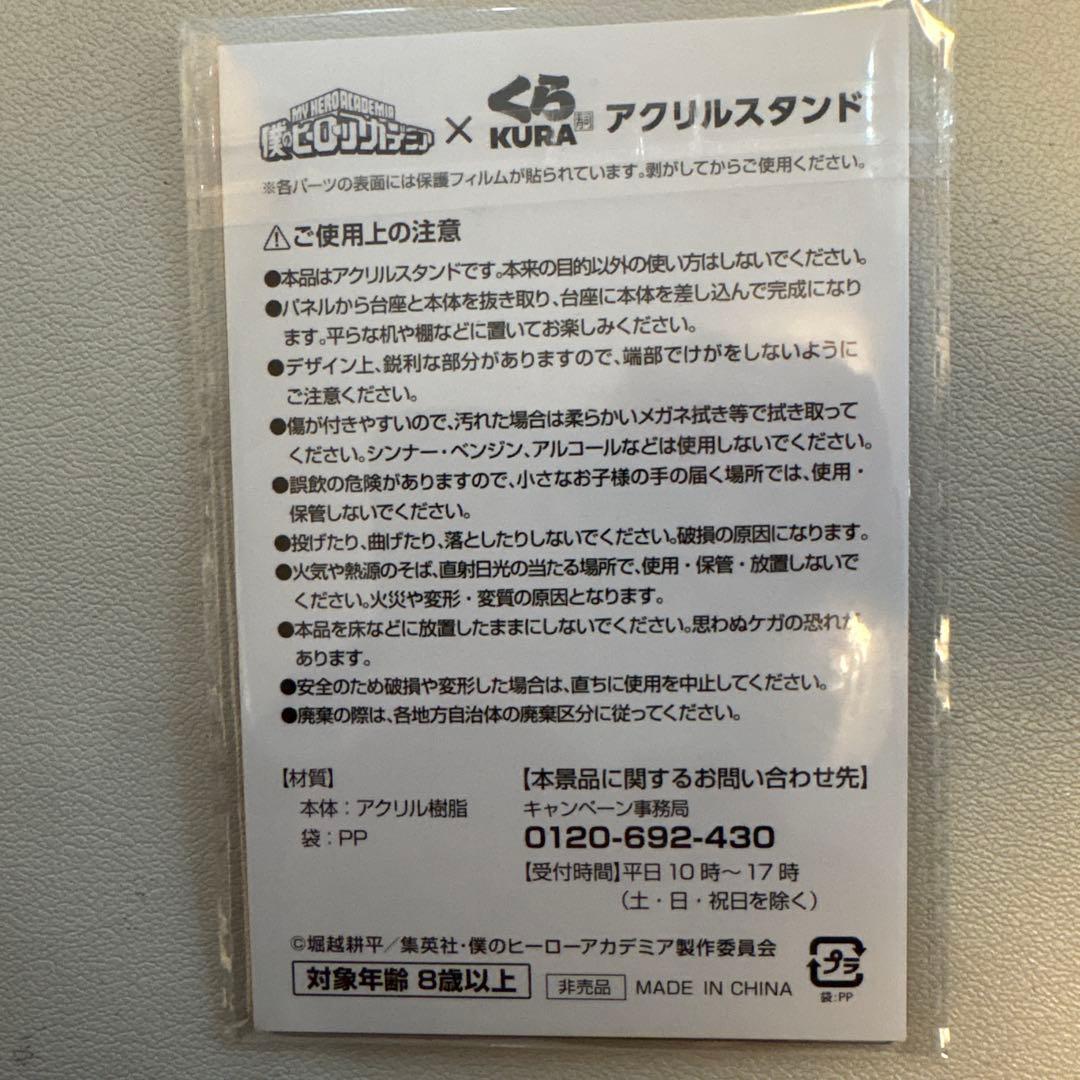 MY HERO ACADEMIA
僕のヒーローアカデミア × くら KURA アクリルスタンド
※各パーツの表面には保護フィルムが貼られています。剥がしてからご使用ください。
⚠ご使用上の注意
●本品はアクリルスタンドです。本来の目的以外の使い方はしないでください。
●パネルから台座と本体を抜き取り、台座に本体を差し込んで完成になり
ます。平らな机や棚などに置いてお楽しみください。
●デザイン上、鋭利な部分がありますので、端部でけがをしないように
ご注意ください。
●傷が付きやすいので、汚れた場合は柔らかいメガネ拭き等で拭き取って
ください。シンナー・ベンジン、アルコールなどは使用しないでください。
●誤飲の危険がありますので、小さなお子様の手の届く場所では、使用・
保管しないでください。
●投げたり、曲げたり、落としたりしないでください。破損の原因になります。
●火気や熱源のそば、直射日光の当たる場所で、使用・保管・放置しないで
ください。火災や変形・変質の原因となります。
●本品を床などに放置したままにしないでください。思わぬケガの恐れが
あります。
●安全のため破損や変形した場合は、直ちに使用を中止してください。
●廃棄の際は、各地方自治体の廃棄区分に従ってください。
【材質】
本体：アクリル樹脂
袋：PP
【本景品に関するお問い合わせ先】
キャンペーン事務局
0120-692-430
【受付時間】平日10時～17時
（土・日・祝日を除く）
©堀越耕平／集英社・僕のヒーローアカデミア製作委員会
対象年齢 8歳以上 非売品 MADE IN CHINA
プラ
袋:PP